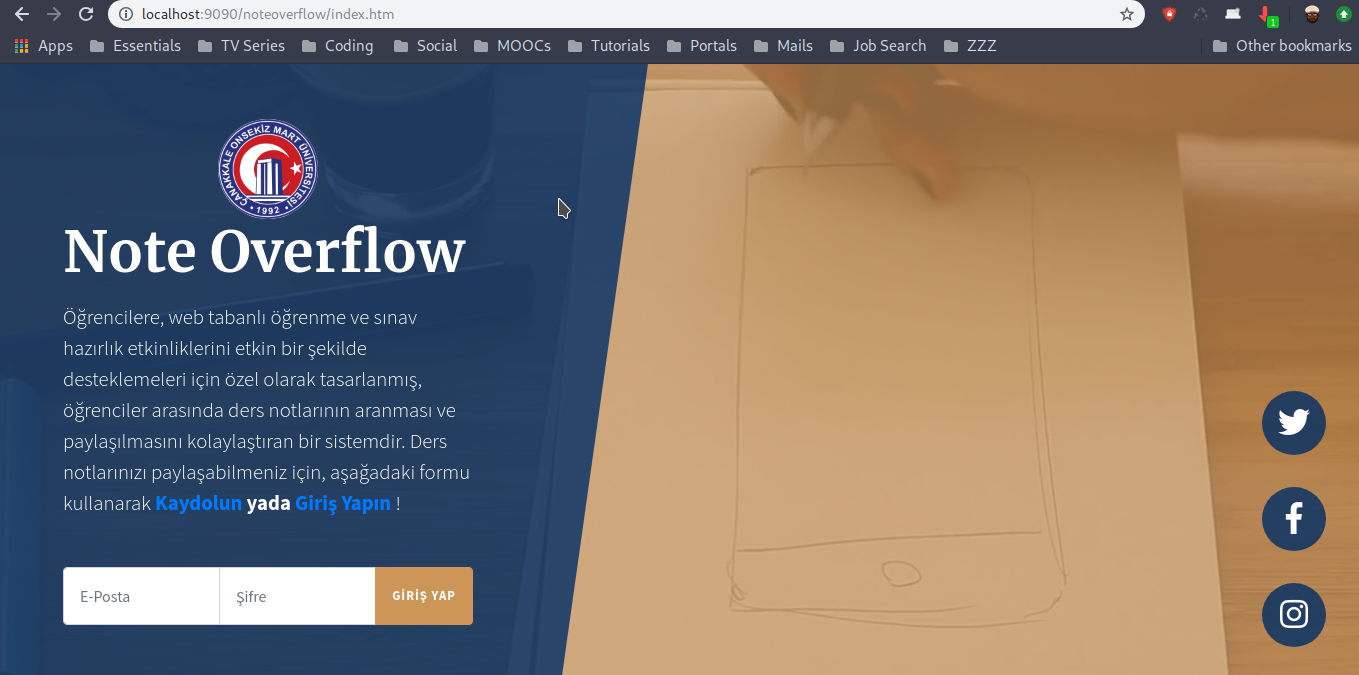 localhost:9090/noteoverflow/index.htm
1
Apps Essentials TV Series Coding Social MOOCs Tutorials Portals Mails Job Search ZZZ Other bookmarks
ÇANAKKALE ONSEKİZ MART ÜNİVERSİTESİ
• 1992 •
Note Overflow
Öğrencilere, web tabanlı öğrenme ve sınav
hazırlık etkinliklerini etkin bir şekilde
desteklemeleri için özel olarak tasarlanmış,
öğrenciler arasında ders notlarının aranması ve
paylaşılmasını kolaylaştıran bir sistemdir. Ders
notlarınızı paylaşabilmeniz için, aşağadaki formu
kullanarak Kaydolun yada Giriş Yapın !
E-Posta Şifre GİRİŞ YAP